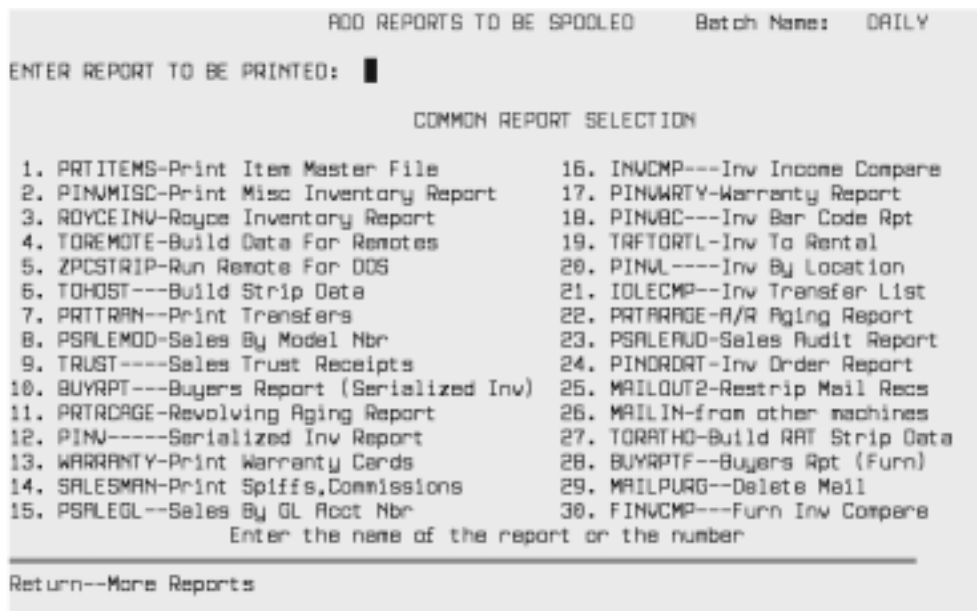 ADD REPORTS TO BE SPOOLED Batch Name: DAILY
ENTER REPORT TO BE PRINTED:
COMMON REPORT SELECTION
1. PRTITEMS-Print Item Master File 16. INVCMP---Inv Income Compare
2. PINVMISC-Print Misc Inventory Report 17. PINVWRTY-Warranty Report
3. ROYCEINV-Royce Inventory Report 18. PINVBC---Inv Bar Code Rpt
4. TOREMOTE-Build Data For Remotes 19. TRFTORTL-Inv To Rental
5. ZPCSTRIP-Run Remote For DOS 20. PINVL----Inv By Location
6. TOHOST---Build Strip Data 21. IDLECMP--Inv Transfer List
7. PRTTRAN--Print Transfers 22. PRTARAGE-A/R Aging Report
8. PSALEMOD-Sales By Model Nbr 23. PSALEAUD-Sales Audit Report
9. TRUST----Sales Trust Receipts 24. PINORDRT-Inv Order Report
10. BUYRPT---Buyers Report (Serialized Inv) 25. MAILOUT2-Restrip Mail Recs
11. PRTRCAGE-Revolving Aging Report 26. MAILIN-from other machines
12. PINV-----Serialized Inv Report 27. TORATHO-Build RAT Strip Data
13. WARRANTY-Print Warranty Cards 28. BUYRPTF--Buyers Rpt (Furn)
14. SALESMAN-Print Spiffs,Commissions 29. MAILPURG--Delete Mail
15. PSALEGL--Sales By GL Acct Nbr 30. FINVCMP---Furn Inv Compare
Enter the name of the report or the number
Return--More Reports